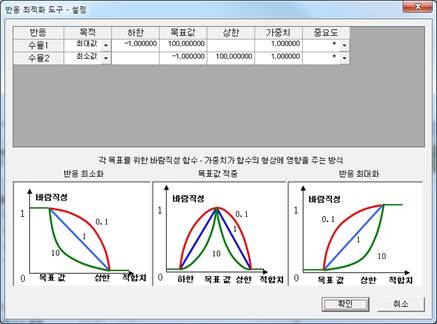 반응 최적화 도구 - 설정
반응 목적 하한 목표값 상한 가중치 중요도
수율1 최대값 -1,000000 100,000000 1,000000 *
수율2 최소값 -1,000000 100,000000 1,000000 *
각 목표를 위한 바람직성 함수 - 가중치가 함수의 형상에 영향을 주는 방식
반응 최소화 목표값 적중 반응 최대화
바람직성 바람직성 바람직성
1 0.1 1 10 0
1 0.1 1 10 0
1 0.1 1 10 0
목표 값 상한 적합치 하한 목표 값 상한 적합치 목표 값 상한 적합치
확인 취소